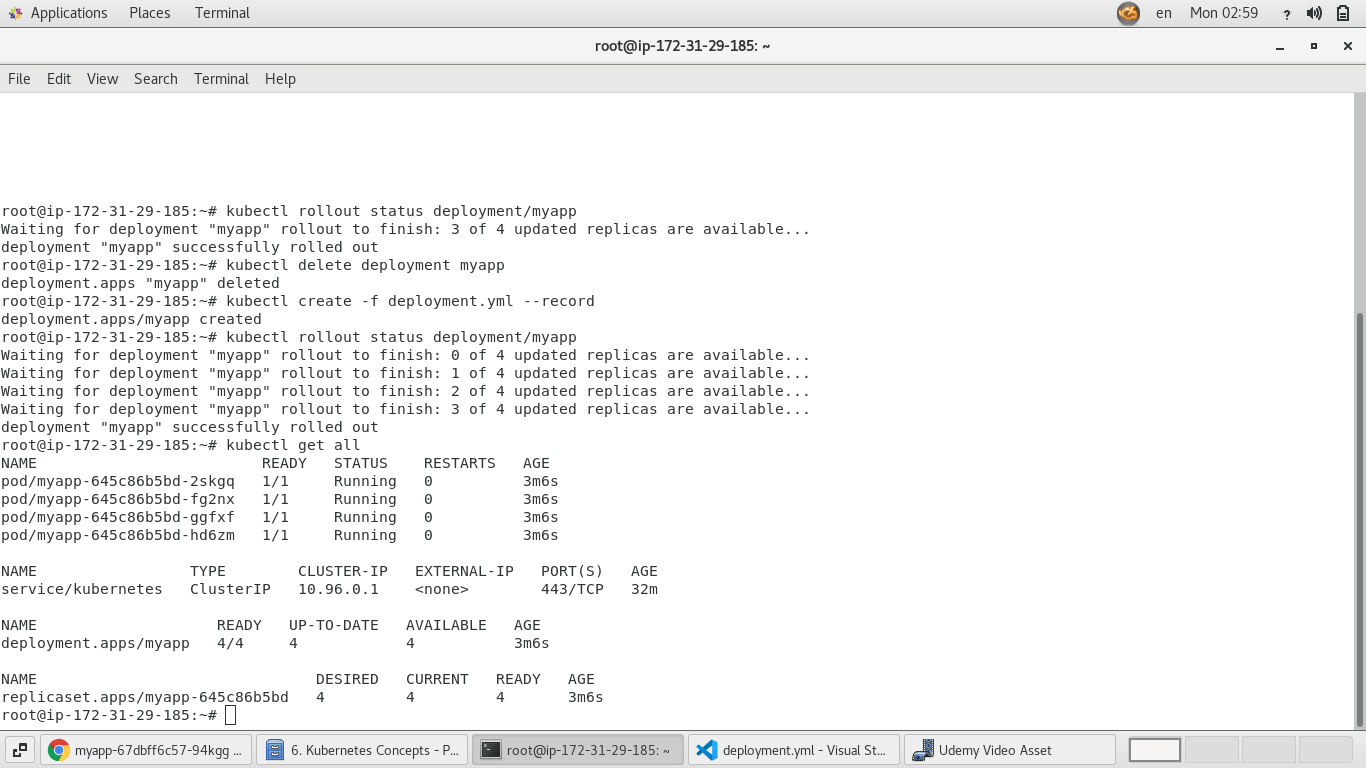 Applications Places Terminal en Mon 02:59 ?
root@ip-172-31-29-185: ~
File Edit View Search Terminal Help
root@ip-172-31-29-185:~# kubectl rollout status deployment/myapp
Waiting for deployment "myapp" rollout to finish: 3 of 4 updated replicas are available...
deployment "myapp" successfully rolled out
root@ip-172-31-29-185:~# kubectl delete deployment myapp
deployment.apps "myapp" deleted
root@ip-172-31-29-185:~# kubectl create -f deployment.yml --record
deployment.apps/myapp created
root@ip-172-31-29-185:~# kubectl rollout status deployment/myapp
Waiting for deployment "myapp" rollout to finish: 0 of 4 updated replicas are available...
Waiting for deployment "myapp" rollout to finish: 1 of 4 updated replicas are available...
Waiting for deployment "myapp" rollout to finish: 2 of 4 updated replicas are available...
Waiting for deployment "myapp" rollout to finish: 3 of 4 updated replicas are available...
deployment "myapp" successfully rolled out
root@ip-172-31-29-185:~# kubectl get all
NAME READY STATUS RESTARTS AGE
pod/myapp-645c86b5bd-2skgq 1/1 Running 0 3m6s
pod/myapp-645c86b5bd-fg2nx 1/1 Running 0 3m6s
pod/myapp-645c86b5bd-ggfxf 1/1 Running 0 3m6s
pod/myapp-645c86b5bd-hd6zm 1/1 Running 0 3m6s
NAME TYPE CLUSTER-IP EXTERNAL-IP PORT(S) AGE
service/kubernetes ClusterIP 10.96.0.1 <none> 443/TCP 32m
NAME READY UP-TO-DATE AVAILABLE AGE
deployment.apps/myapp 4/4 4 4 3m6s
NAME DESIRED CURRENT READY AGE
replicaset.apps/myapp-645c86b5bd 4 4 4 3m6s
root@ip-172-31-29-185:~#
myapp-67dbff6c57-94kgg ... 6. Kubernetes Concepts - P... root@ip-172-31-29-185: ~ deployment.yml - Visual St... Udemy Video Asset